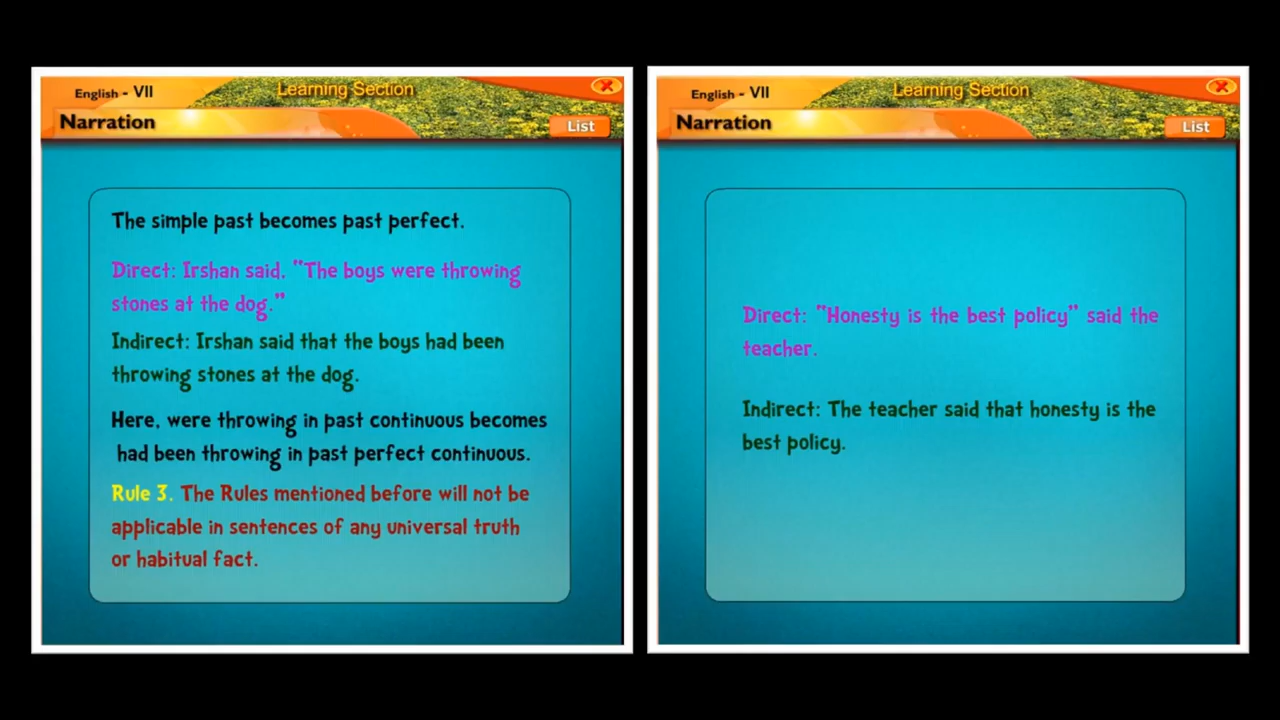 English - VII
Learning Section
Narration
List
The simple past becomes past perfect.
Direct: Irshan said, "The boys were throwing
stones at the dog."
Indirect: Irshan said that the boys had been
throwing stones at the dog.
Here, were throwing in past continuous becomes
had been throwing in past perfect continuous.
Rule 3. The Rules mentioned before will not be
applicable in sentences of any universal truth
or habitual fact.
English - VII
Learning Section
Narration
List
Direct: "Honesty is the best policy" said the
teacher.
Indirect: The teacher said that honesty is the
best policy.